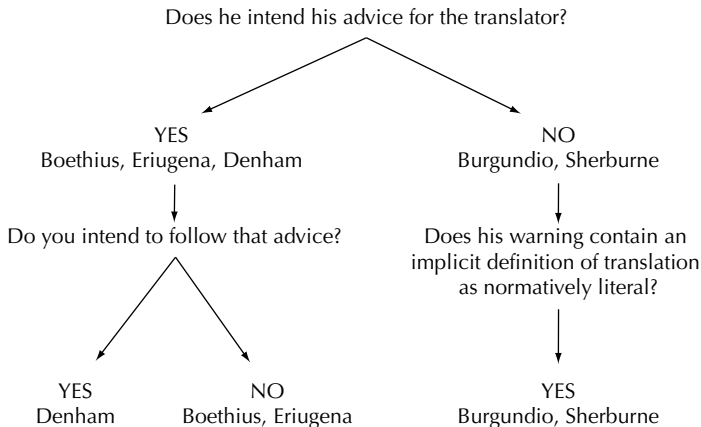 Does he intend his advice for the translator?
YES
Boethius, Eriugena, Denham
NO
Burgundio, Sherburne
Do you intend to follow that advice?
Does his warning contain an
implicit definition of translation
as normatively literal?
YES
Denham
NO
Boethius, Eriugena
YES
Burgundio, Sherburne